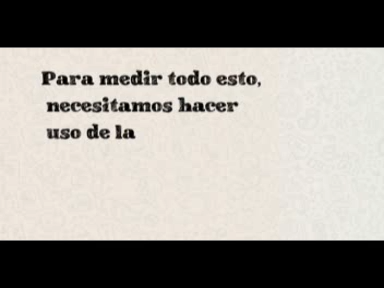 Para medir todo esto,
necesitamos hacer
uso de la